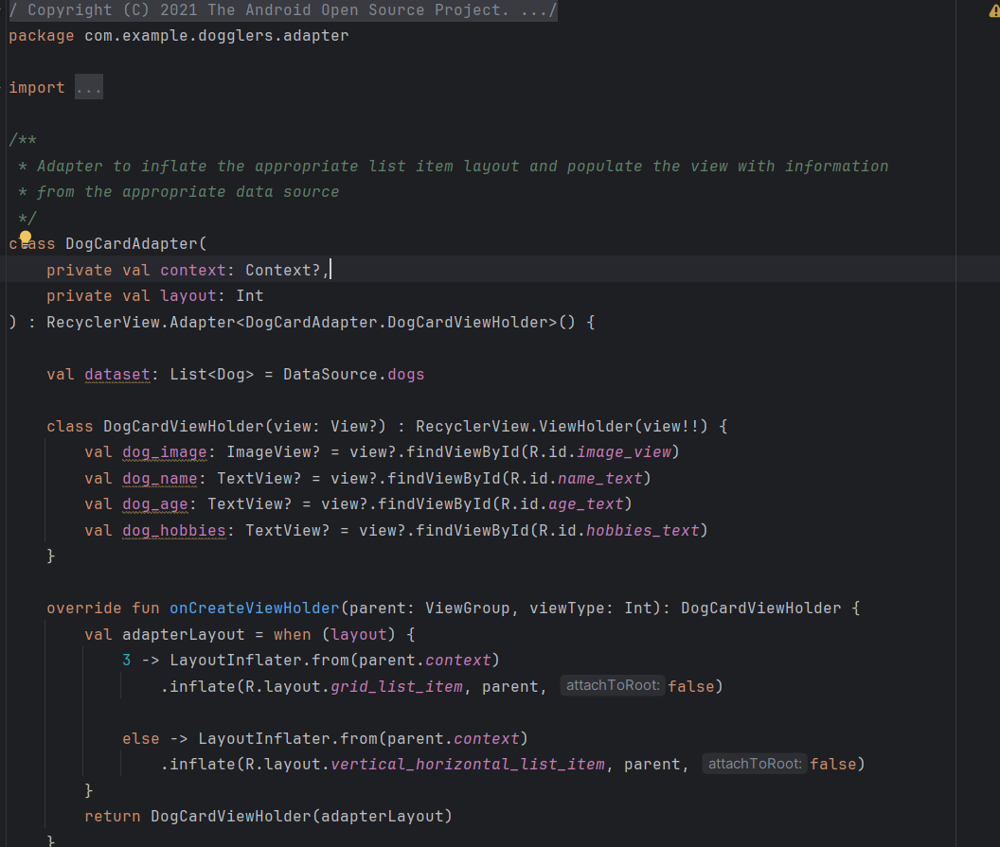 / Copyright (C) 2021 The Android Open Source Project. .../
package com.example.dogglers.adapter
import ...
/**
 * Adapter to inflate the appropriate list item layout and populate the view with information
 * from the appropriate data source
 */
class DogCardAdapter(
    private val context: Context?,
    private val layout: Int
) : RecyclerView.Adapter<DogCardAdapter.DogCardViewHolder>() {
    val dataset: List<Dog> = DataSource.dogs
    class DogCardViewHolder(view: View?) : RecyclerView.ViewHolder(view!!) {
        val dog_image: ImageView? = view?.findViewById(R.id.image_view)
        val dog_name: TextView? = view?.findViewById(R.id.name_text)
        val dog_age: TextView? = view?.findViewById(R.id.age_text)
        val dog_hobbies: TextView? = view?.findViewById(R.id.hobbies_text)
    }
    override fun onCreateViewHolder(parent: ViewGroup, viewType: Int): DogCardViewHolder {
        val adapterLayout = when (layout) {
            3 -> LayoutInflater.from(parent.context)
                .inflate(R.layout.grid_list_item, parent, attachToRoot: false)
            else -> LayoutInflater.from(parent.context)
                .inflate(R.layout.vertical_horizontal_list_item, parent, attachToRoot: false)
        }
        return DogCardViewHolder(adapterLayout)
    }